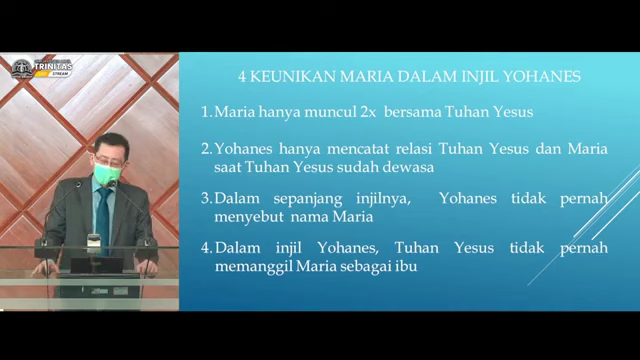 TRINITAS
STREAM
4 KEUNIKAN MARIA DALAM INJIL YOHANES
1.Maria hanya muncul 2x bersama Tuhan Yesus
2.Yohanes hanya mencatat relasi Tuhan Yesus dan Maria
saat Tuhan Yesus sudah dewasa
3.Dalam sepanjang injilnya, Yohanes tidak pernah
menyebut nama Maria
4.Dalam injil Yohanes, Tuhan Yesus tidak pernah
memanggil Maria sebagai ibu